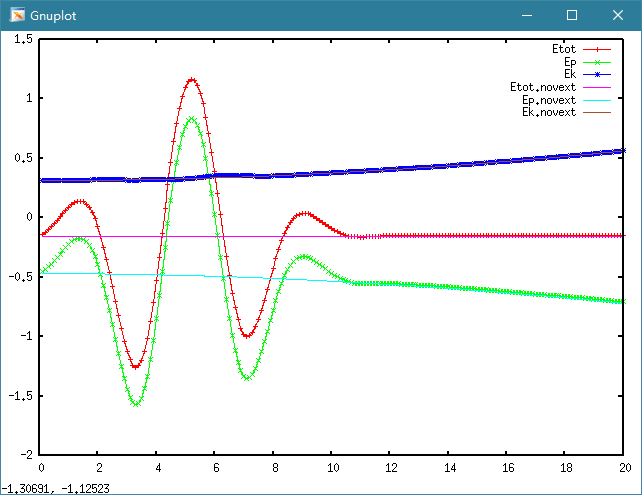 Gnuplot
1.5
1
0.5
0
-0.5
-1
-1.5
-2
Etot
Ep
Ek
Etot.novext
Ep.novext
Ek.novext
0 2 4 6 8 10 12 14 16 18 20
-1.30691, -1.12523